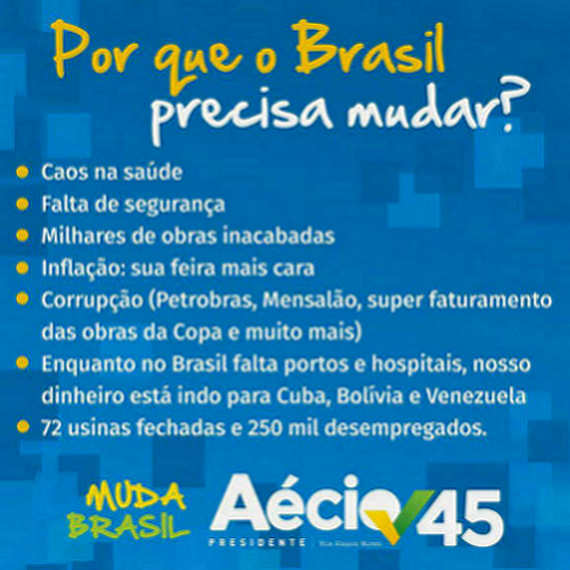 Por que o Brasil
precisa mudar?
Caos na saúde
Falta de segurança
Milhares de obras inacabadas
Inflação: sua feira mais cara
Corrupção (Petrobras, Mensalão, super faturamento
das obras da Copa e muito mais)
Enquanto no Brasil falta portos e hospitais, nosso
dinheiro está indo para Cuba, Bolívia e Venezuela
72 usinas fechadas e 250 mil desempregados.
MUDA
BRASIL
Aécio 45
PRESIDENTE